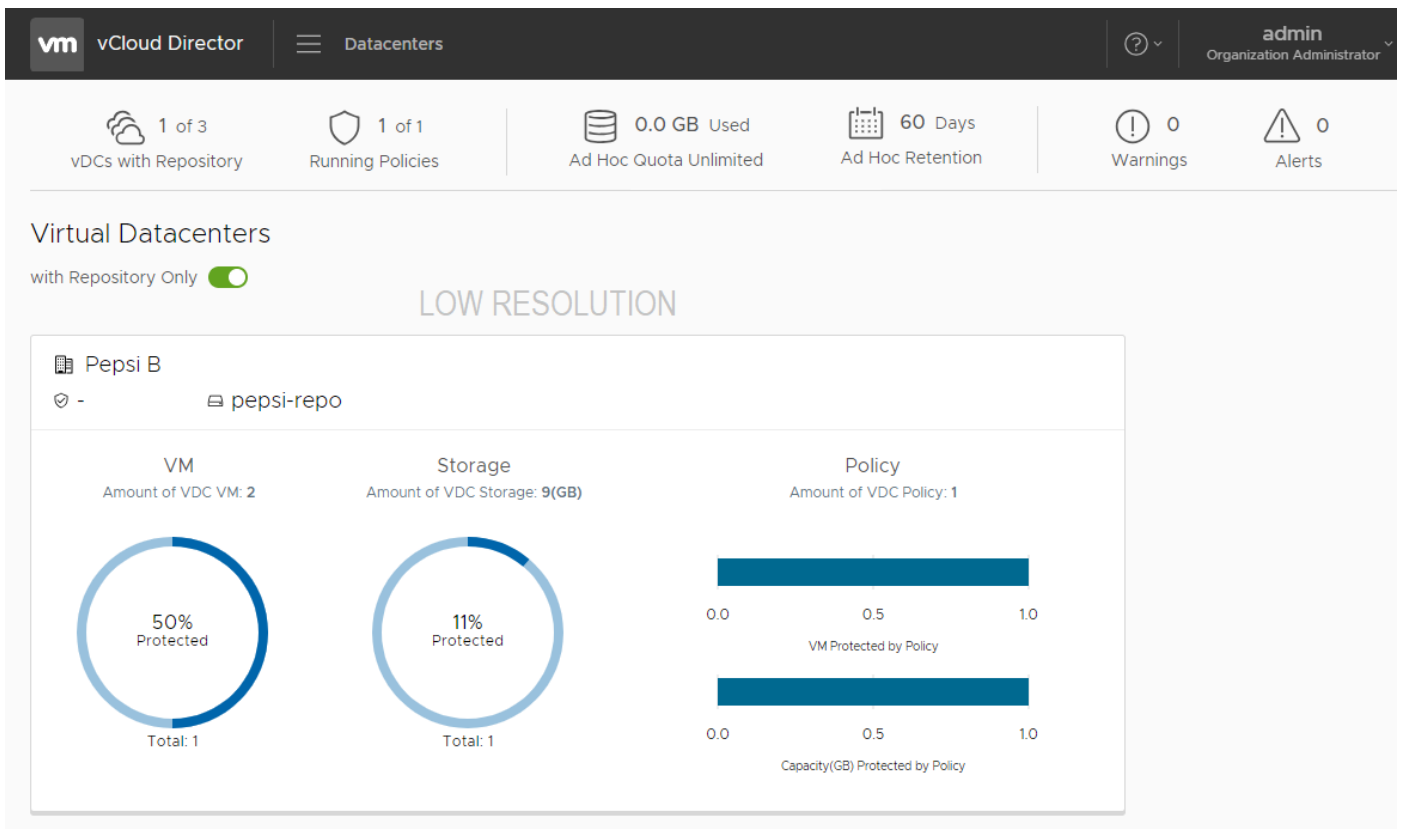 vm vCloud Director Datacenters admin
Organization Administrator
1 of 3 1 of 1 0.0 GB Used 60 Days 0 0
vDCs with Repository Running Policies Ad Hoc Quota Unlimited Ad Hoc Retention Warnings Alerts
Virtual Datacenters
with Repository Only
LOW RESOLUTION
Pepsi B
- pepsi-repo
VM Storage Policy
Amount of VDC VM: 2 Amount of VDC Storage: 9(GB) Amount of VDC Policy: 1
50% 11%
Protected Protected
0.0 0.5 1.0
VM Protected by Policy
Total: 1 Total: 1
0.0 0.5 1.0
Capacity(GB) Protected by Policy